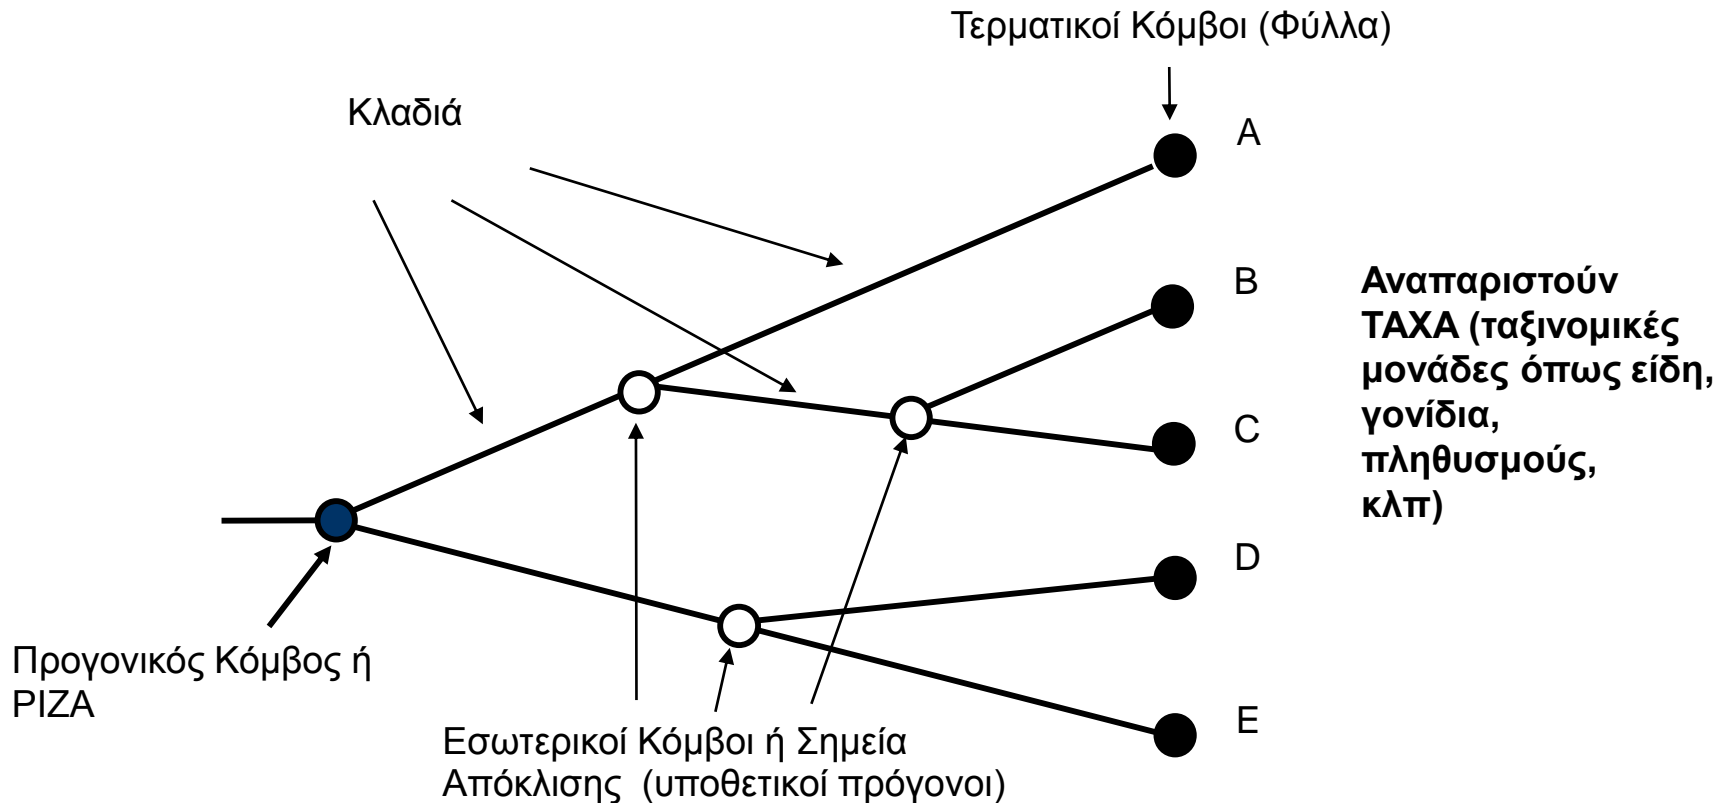 Τερματικοί Κόμβοι (Φύλλα)
Κλαδιά
A
B
C
D
E
Αναπαριστούν
TAXA (ταξινομικές
μονάδες όπως είδη,
γονίδια,
πληθυσμούς,
κλπ)
Προγονικός Κόμβος ή
ΡΙΖΑ
Εσωτερικοί Κόμβοι ή Σημεία
Απόκλισης (υποθετικοί πρόγονοι)